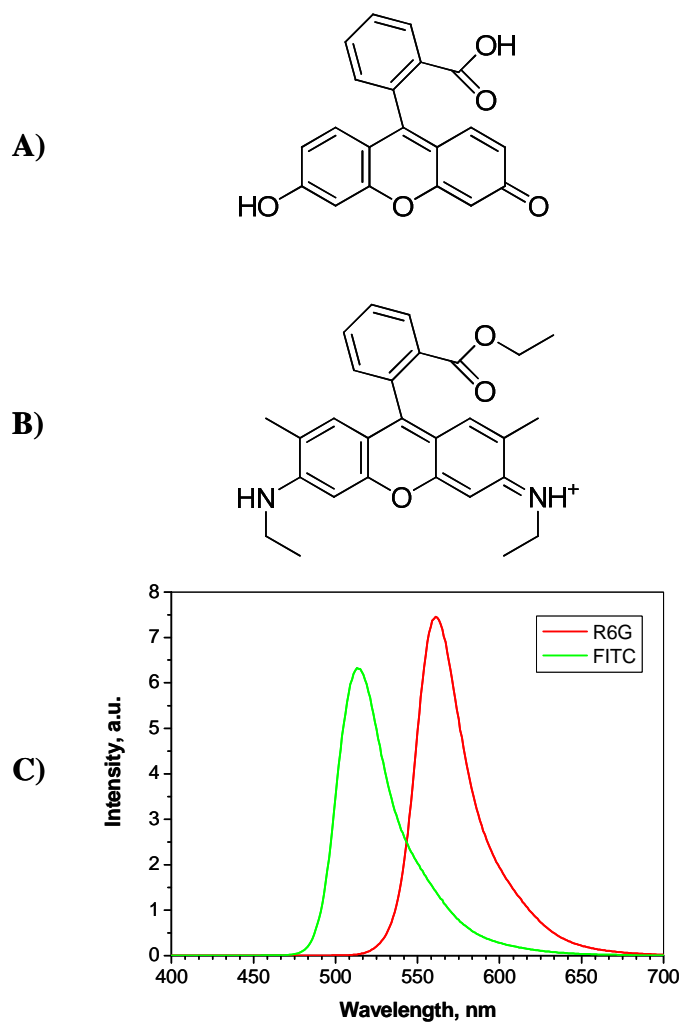 A)
OH
O
HO
O
O
B)
O
O
HN
O
NH+
C)
8
7
6
5
4
3
2
1
0
Intensity, a.u.
R6G
FITC
400 450 500 550 600 650 700
Wavelength, nm